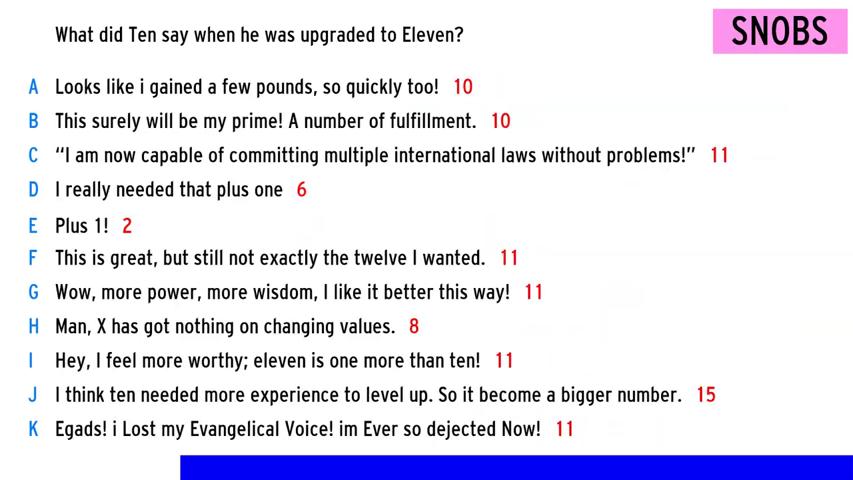 What did Ten say when he was upgraded to Eleven?
SNOBS
A Looks like i gained a few pounds, so quickly too! 10
B This surely will be my prime! A number of fulfillment. 10
C “I am now capable of committing multiple international laws without problems!” 11
D I really needed that plus one 6
E Plus 1! 2
F This is great, but still not exactly the twelve I wanted. 11
G Wow, more power, more wisdom, I like it better this way! 11
H Man, X has got nothing on changing values. 8
I Hey, I feel more worthy; eleven is one more than ten! 11
J I think ten needed more experience to level up. So it become a bigger number. 15
K Egads! i Lost my Evangelical Voice! im Ever so dejected Now! 11